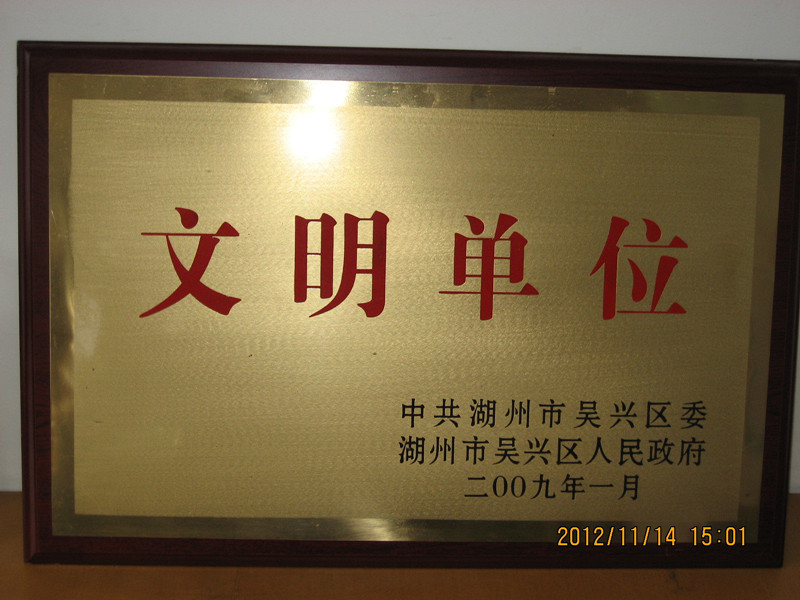 文明单位
中共湖州市吴兴区委
湖州市吴兴区人民政府
二00九年一月
2012/11/14 15:01